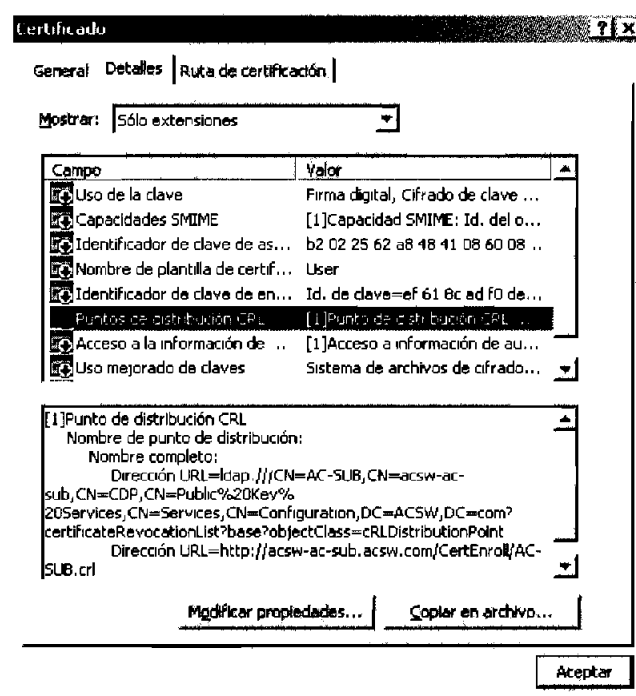 Certificado
General Detalles Ruta de certificación
Mostrar: Sólo extensiones
Campo Valor
Uso de la clave Firma digital, Cifrado de clave ...
Capacidades SMIME [1]Capacidad SMIME: Id. del o...
Identificador de clave de as... b2 02 25 62 a8 48 41 08 60 08 ..
Nombre de plantilla de certif... User
Identificador de clave de en... Id. de clave=ef 61 8c ad f0 de...
Puntos de distribución CRL [1]Punto de distribución CRL ...
Acceso a la información de .. [1]Acceso a información de au...
Uso mejorado de claves Sistema de archivos de cifrado...
[1]Punto de distribución CRL
Nombre de punto de distribución:
Nombre completo:
Dirección URL=ldap:///CN=AC-SUB,CN=acsw-ac-
sub,CN=CDP,CN=Public%20Key%
20Services,CN=Services,CN=Configuration,DC=ACSW,DC=com?
certificateRevocationList?base?objectClass=cRLDistributionPoint
Dirección URL=http://acsw-ac-sub.acsw.com/CertEnroll/AC-
SUB.crl
Modificar propiedades... Copiar en archivo...
Aceptar